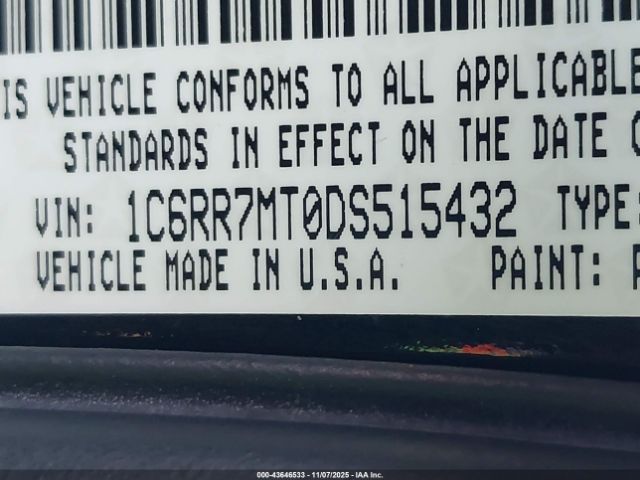 IS VEHICLE CONFORMS TO ALL APPLICABLE
STANDARDS IN EFFECT ON THE DATE
VIN: 1C6RR7MT0DS515432 TYPE:
VEHICLE MADE IN U.S.A. PAINT:
000-43646533 - 11/07/2025 - IAA Inc.